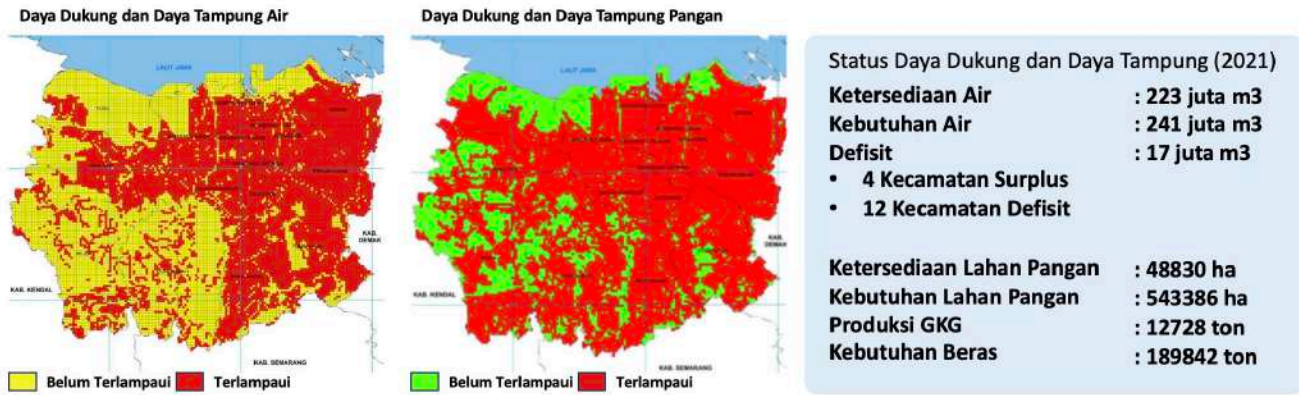 Daya Dukung dan Daya Tampung Air
LAUT JAWA
KAB. DEMAK
KAB. KENDAL
KAB. SEMARANG
Belum Terlampaui
Terlampaui
Daya Dukung dan Daya Tampung Pangan
LAUT JAWA
KAB. DEMAK
KAB. KENDAL
KAB. SEMARANG
Belum Terlampaui
Terlampaui
Status Daya Dukung dan Daya Tampung (2021)
Ketersediaan Air : 223 juta m3
Kebutuhan Air : 241 juta m3
Defisit : 17 juta m3
• 4 Kecamatan Surplus
• 12 Kecamatan Defisit
Ketersediaan Lahan Pangan : 48830 ha
Kebutuhan Lahan Pangan : 543386 ha
Produksi GKG : 12728 ton
Kebutuhan Beras : 189842 ton